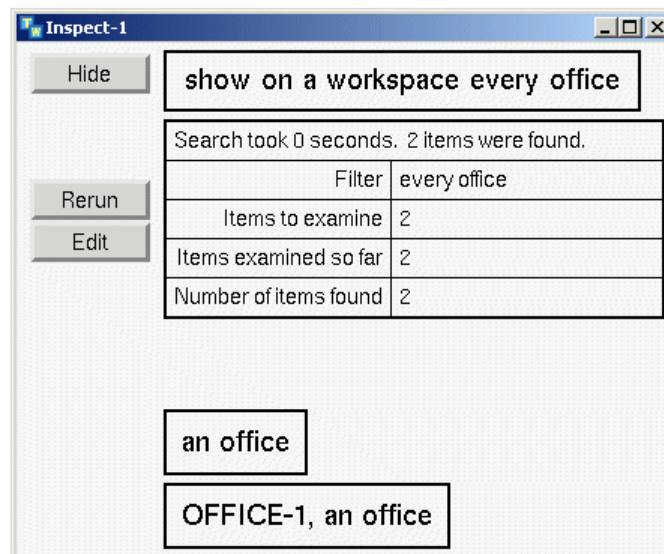 Inspect-1
Hide
show on a workspace every office
Search took 0 seconds. 2 items were found.
Filter every office
Rerun
Items to examine 2
Edit
Items examined so far 2
Number of items found 2
an office
OFFICE-1, an office